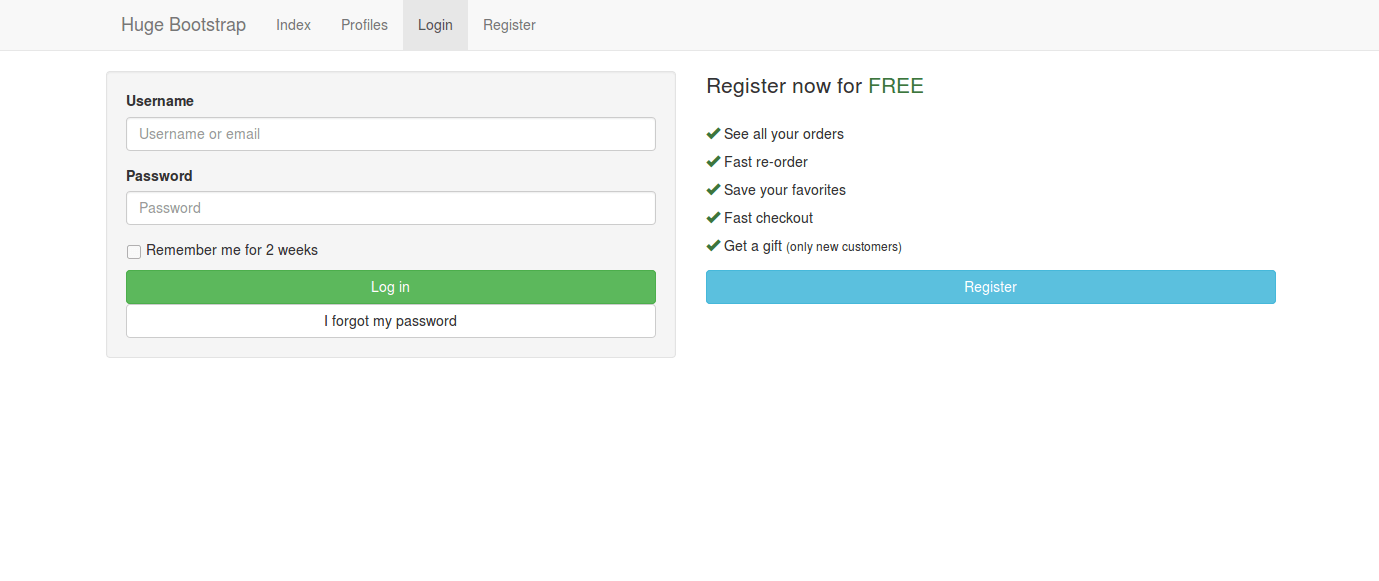 Huge Bootstrap Index Profiles Login Register
Username
Username or email
Password
Password
Remember me for 2 weeks
Log in
I forgot my password
Register now for FREE
See all your orders
Fast re-order
Save your favorites
Fast checkout
Get a gift (only new customers)
Register